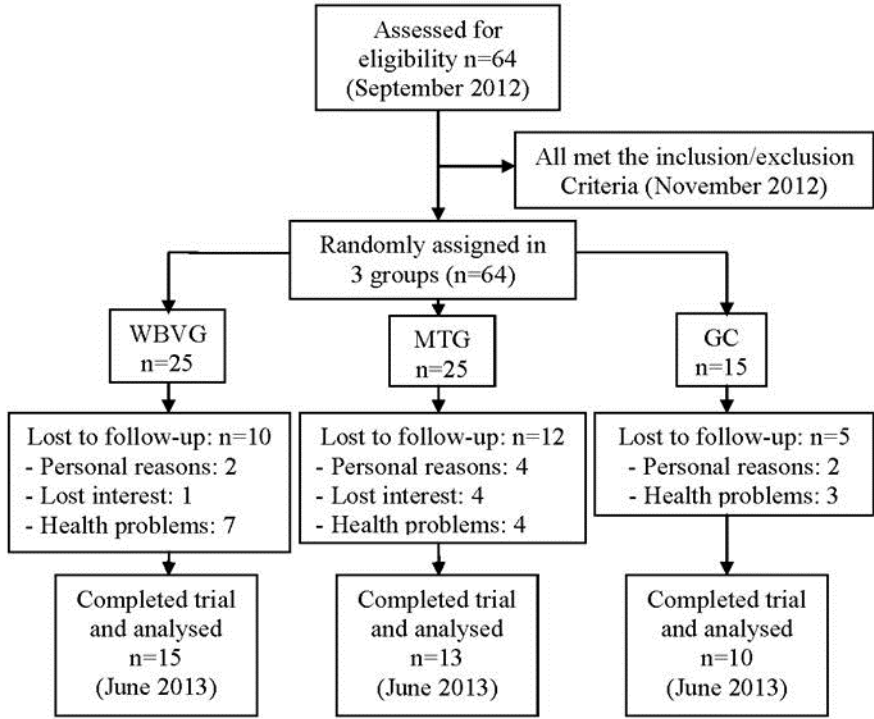 Assessed for
eligibility n=64
(September 2012)
All met the inclusion/exclusion
Criteria (November 2012)
Randomly assigned in
3 groups (n=64)
WBVG
n=25
MTG
n=25
GC
n=15
Lost to follow-up: n=10
- Personal reasons: 2
- Lost interest: 1
- Health problems: 7
Lost to follow-up: n=12
- Personal reasons: 4
- Lost interest: 4
- Health problems: 4
Lost to follow-up: n=5
- Personal reasons: 2
- Health problems: 3
Completed trial
and analysed
n=15
(June 2013)
Completed trial
and analysed
n=13
(June 2013)
Completed trial
and analysed
n=10
(June 2013)